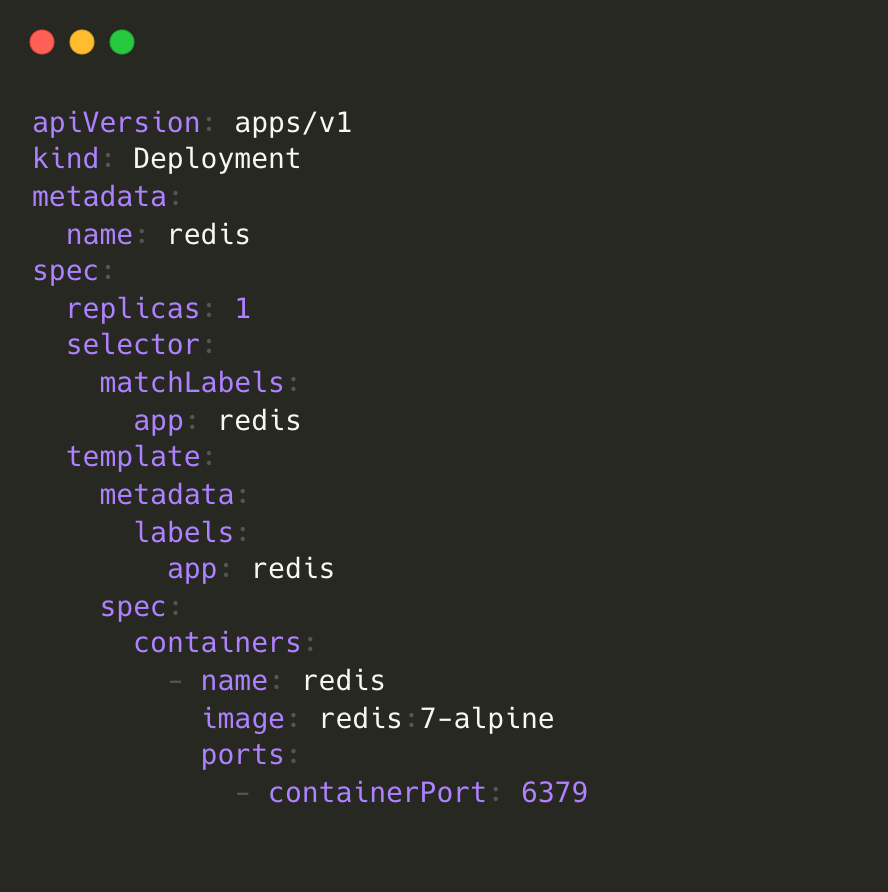 apiVersion: apps/v1
kind: Deployment
metadata:
  name: redis
spec:
  replicas: 1
  selector:
    matchLabels:
      app: redis
  template:
    metadata:
      labels:
        app: redis
    spec:
      containers:
        - name: redis
          image: redis:7-alpine
          ports:
            - containerPort: 6379